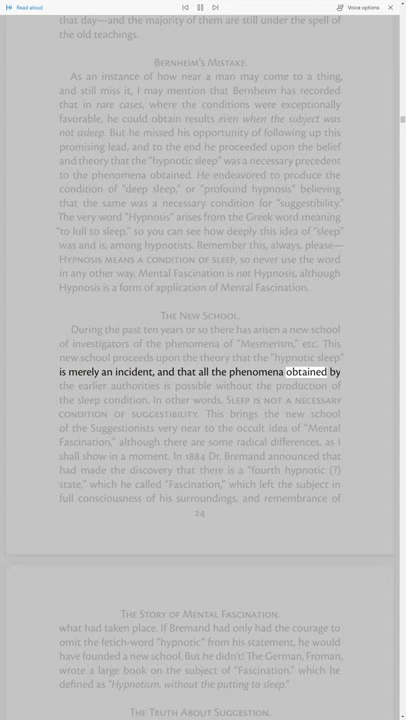 Read aloud
Voice options
that day—and the majority of them are still under the spell of
the old teachings.
BERNHEIM'S MISTAKE.
As an instance of how near a man may come to a thing,
and still miss it, I may mention that Bernheim has recorded
that in rare cases, where the conditions were exceptionally
favorable, he could obtain results even when the subject was
not asleep. But he missed his opportunity of following up this
promising lead, and to the end he proceeded upon the belief
and theory that the "hypnotic sleep" was a necessary precedent
to the phenomena obtained. He endeavored to produce the
condition of "deep sleep," or "profound hypnosis" believing
that the same was a necessary condition for "suggestibility."
The very word "Hypnosis" arises from the Greek word meaning
"to lull to sleep," so you can see how deeply this idea of "sleep"
was and is, among hypnotists. Remember this, always, please—
HYPNOSIS MEANS A CONDITION OF SLEEP, so never use the word
in any other way. Mental Fascination is not Hypnosis, although
Hypnosis is a form of application of Mental Fascination.
THE NEW SCHOOL.
During the past ten years or so there has arisen a new school
of investigators of the phenomena of "Mesmerism," etc. This
new school proceeds upon the theory that the "hypnotic sleep"
is merely an incident, and that all the phenomena obtained by
the earlier authorities is possible without the production of
the sleep condition. In other words, SLEEP IS NOT A NECESSARY
CONDITION OF SUGGESTIBILITY. This brings the new school
of the Suggestionists very near to the occult idea of "Mental
Fascination," although there are some radical differences, as I
shall show in a moment. In 1884 Dr. Bremand announced that
had made the discovery that there is a "fourth hypnotic (?)
state," which he called "Fascination," which left the subject in
full consciousness of his surroundings, and remembrance of
24
THE STORY OF MENTAL FASCINATION.
what had taken place. If Bremand had only had the courage to
omit the fetich-word "hypnotic" from his statement, he would
have founded a new school. But he didn't! The German, Froman,
wrote a large book on the subject of "Fascination." which he
defined as "Hypnotism, without the putting to sleep."
THE TRUTH ABOUT SUGGESTION.